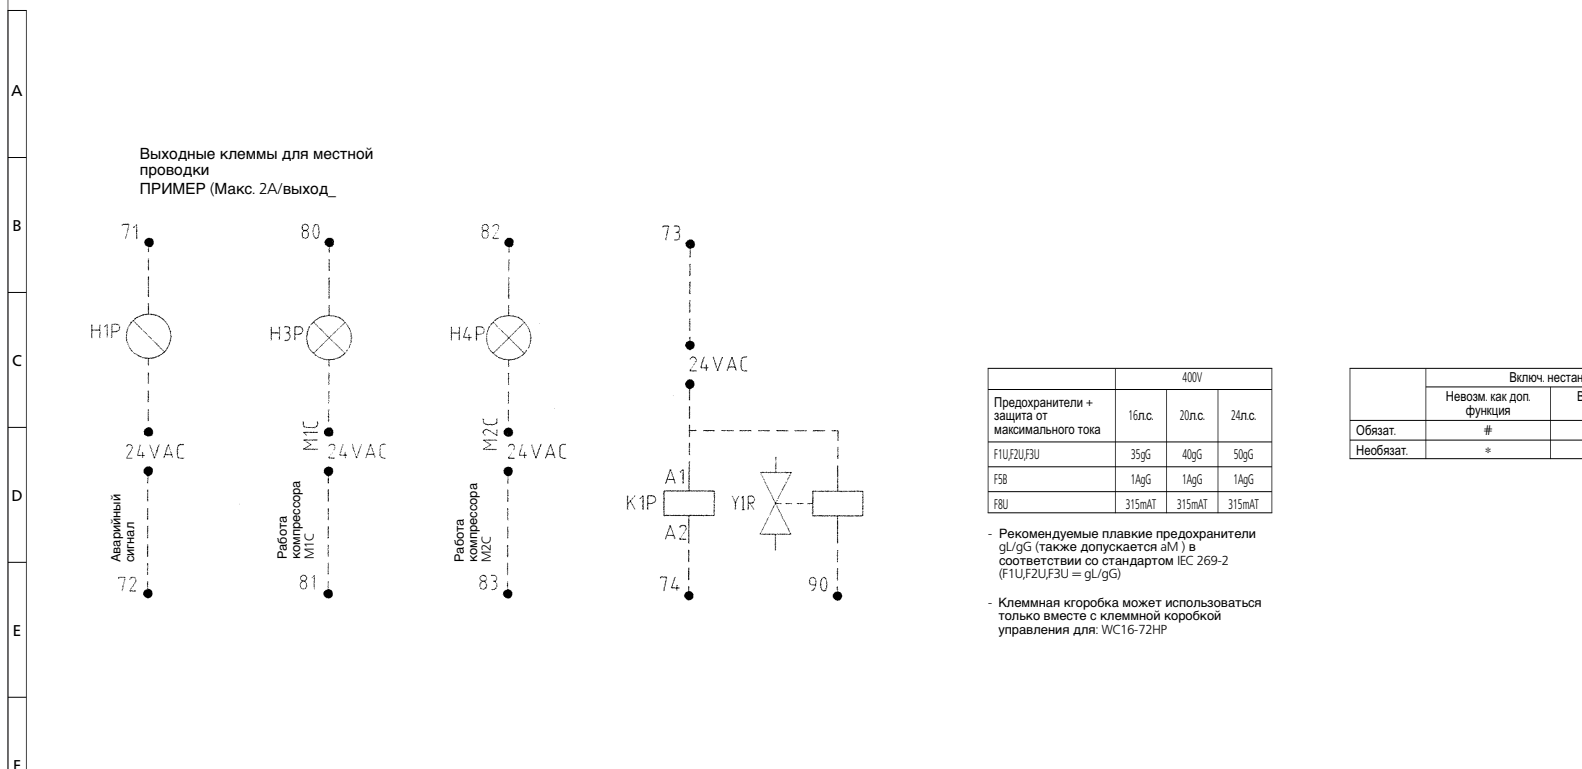 A
B
C
D
E
F
Выходные клеммы для местной
проводки
ПРИМЕР (Макс. 2А/выход_
71
80
82
73
H1P
H3P
H4P
24VAC
24VAC
M1C
24VAC
M2C
24VAC
Аварийный
сигнал
Работа
компрессора
M1C
Работа
компрессора
M2C
A1
K1P
A2
Y1R
72
81
83
74
90
400V
Предохранители +
защита от
максимального тока
16л.с.
20л.с.
24л.с.
F1U,F2U,F3U
35gG
40gG
50gG
F5B
1AgG
1AgG
1AgG
F8U
315mAT
315mAT
315mAT
- Рекомендуемые плавкие предохранители
gL/gG (также допускается aM ) в
соответствии со стандартом IEC 269-2
(F1U,F2U,F3U = gL/gG)
- Клеммная кгоробка может использоваться
только вместе с клеммной коробкой
управления для: WC16-72HP
Включ. нестан
Невозм. как доп.
функция
В
Обязат.
#
Необязат.
*